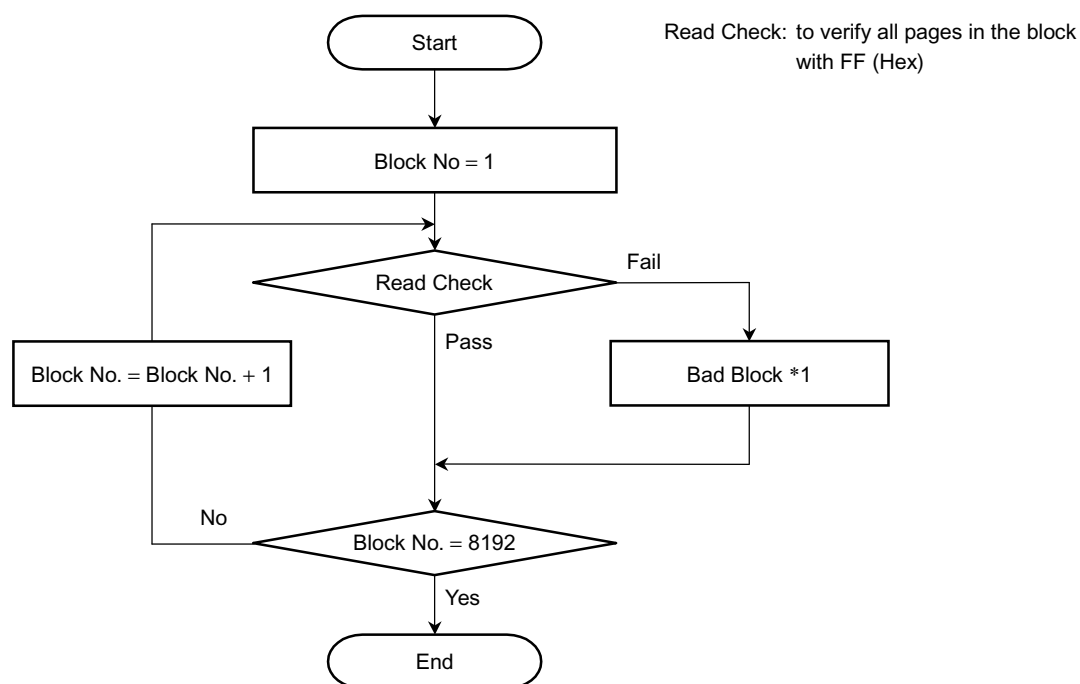 Start
Read Check: to verify all pages in the block
with FF (Hex)
Block No = 1
Read Check
Fail
Pass
Block No. = Block No. + 1
Bad Block *1
No
Block No. = 8192
Yes
End